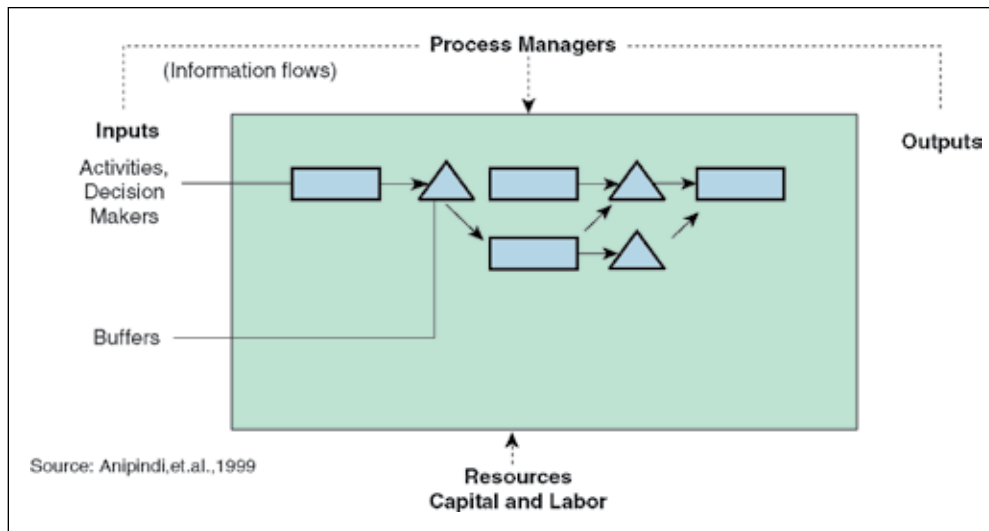 Process Managers
(Information flows)
Inputs
Outputs
Activities,
Decision
Makers
Buffers
Source: Anipindi,et.al.,1999
Resources
Capital and Labor